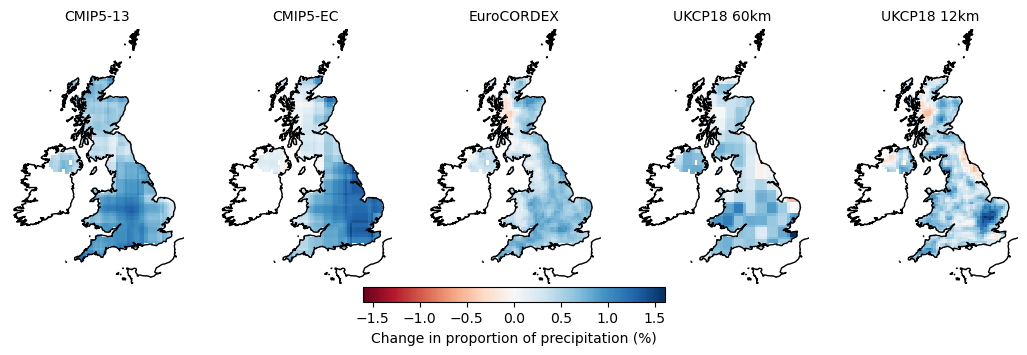 CMIP5-13 CMIP5-EC EuroCORDEX UKCP18 60km UKCP18 12km
−1.5 −1.0 −0.5 0.0 0.5 1.0 1.5
Change in proportion of precipitation (%)